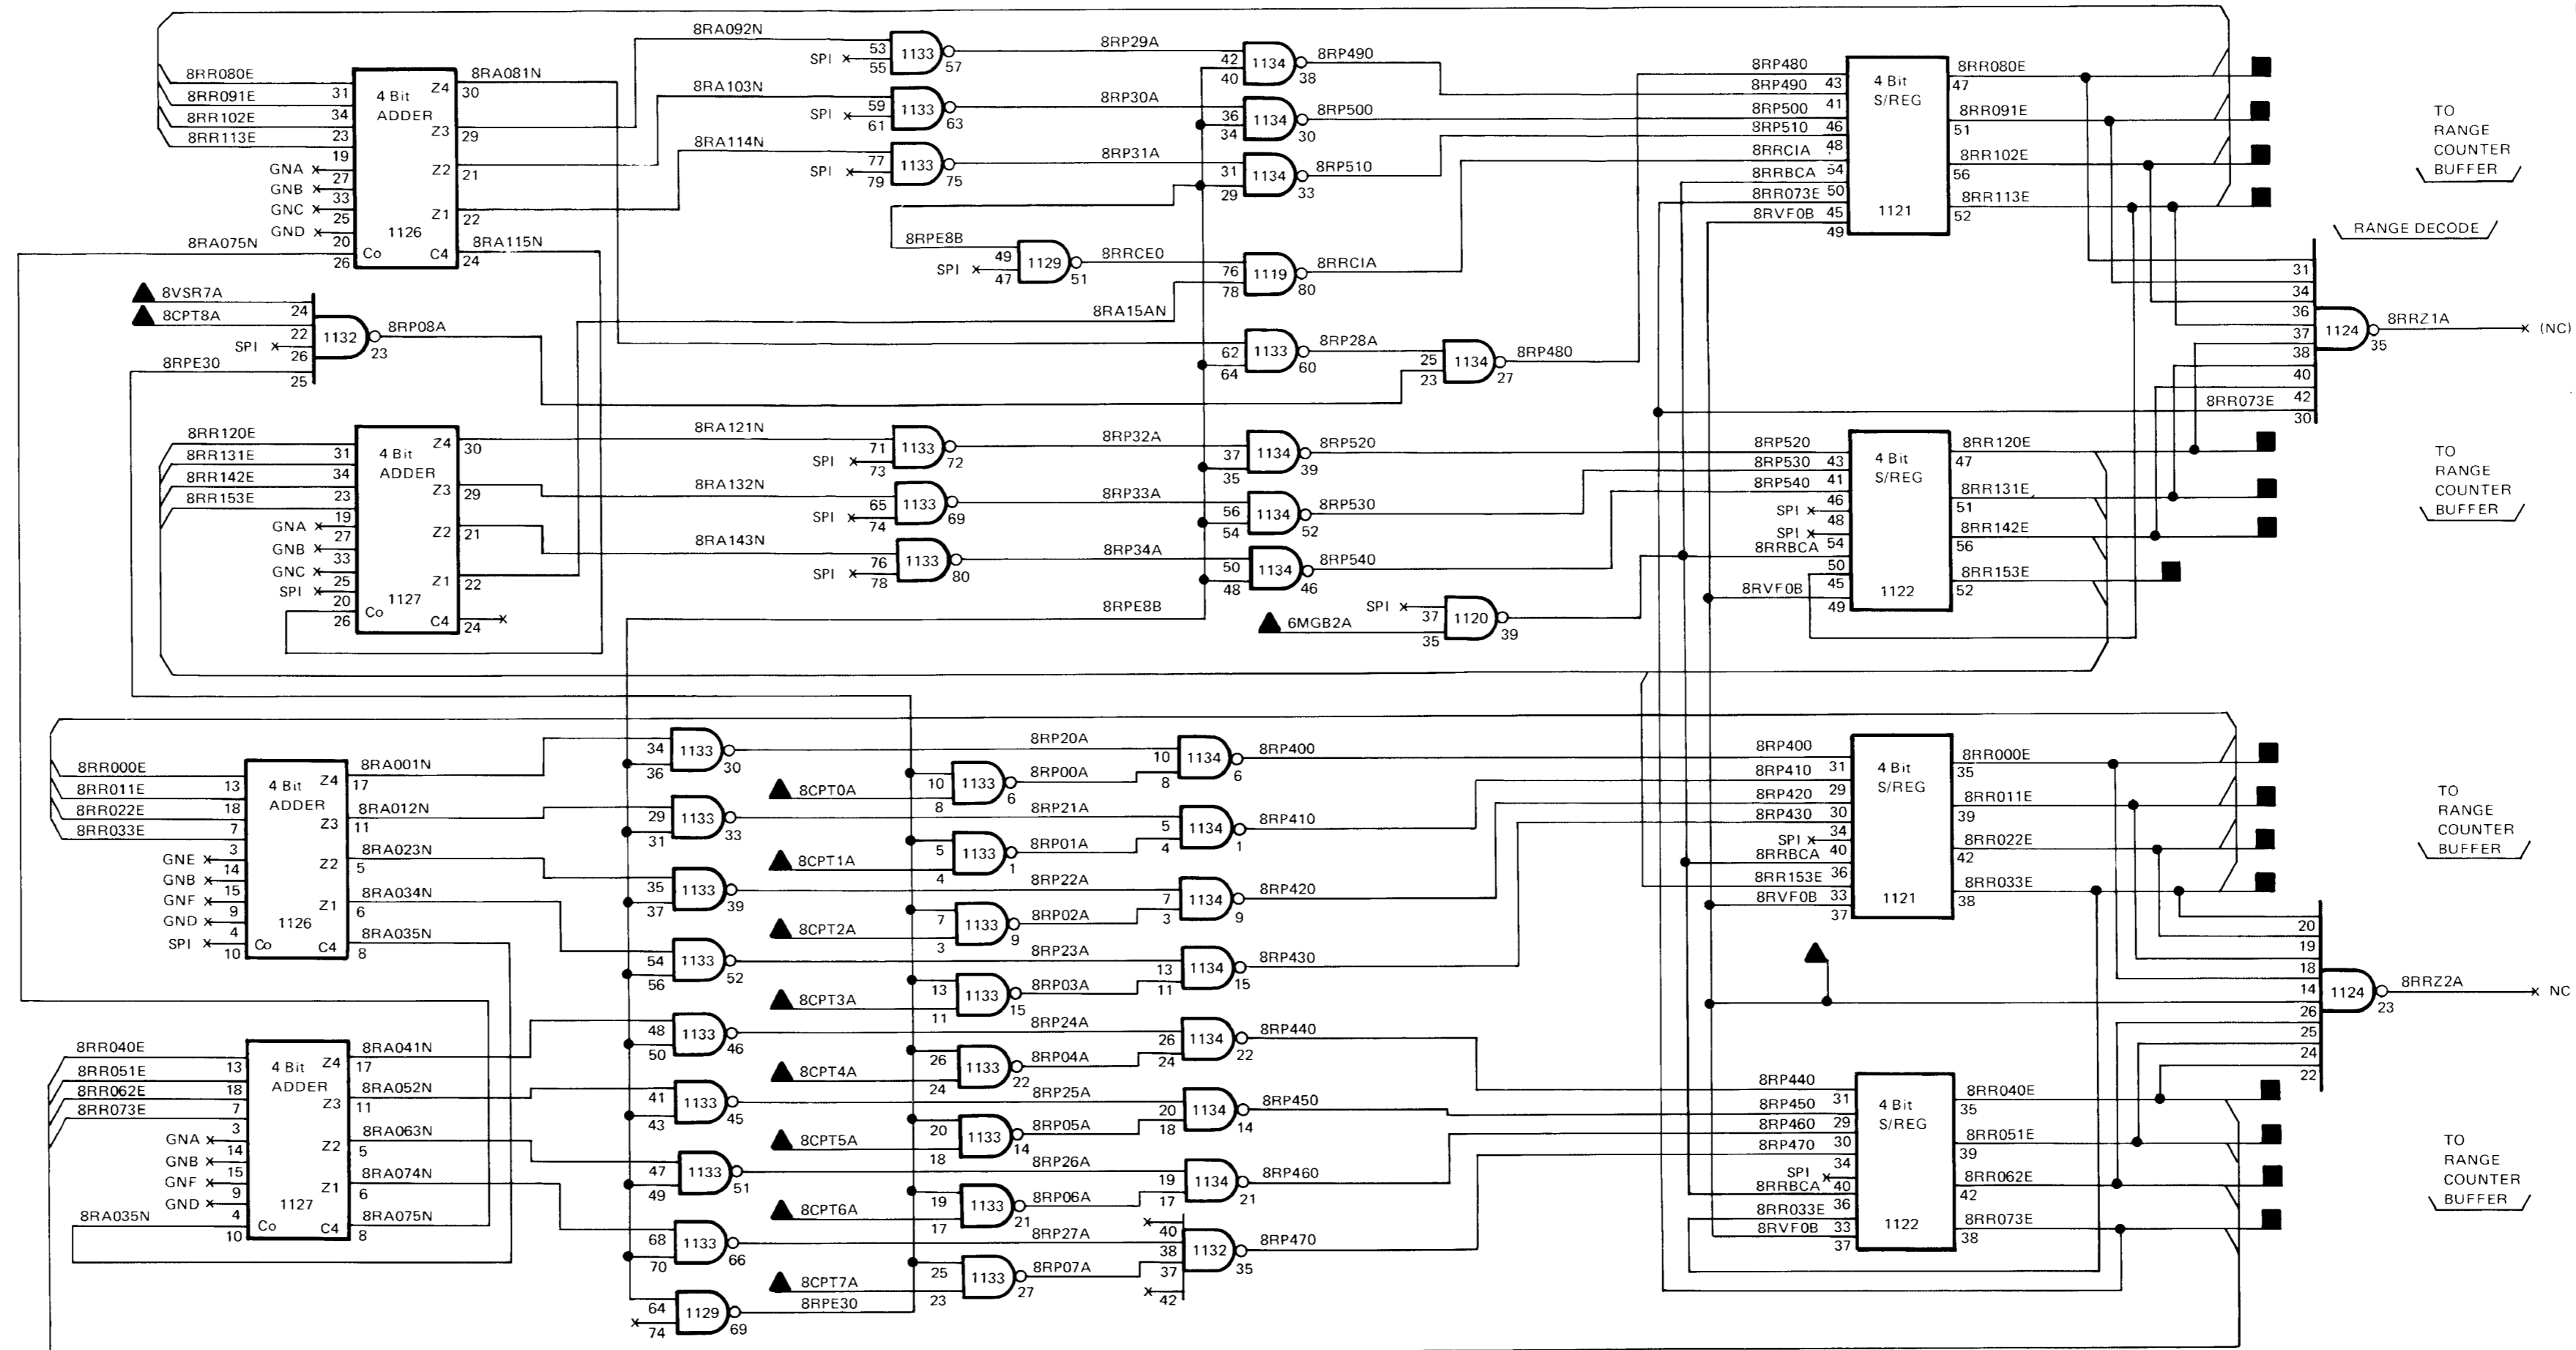 8RR080E
8RR091E
8RR102E
8RR113E
31
34
23
19
GNA
27
GNB
33
GNC
25
GND
20
8RA075N
26
4 Bit
ADDER
Z4
Z3
Z2
Z1
1126
Co
C4
8RA081N
30
29
21
22
8RA115N
24
8RA092N
8RA103N
8RA114N
53
SPI
55
1133
57
59
SPI
61
1133
63
77
SPI
79
1133
75
8RP29A
8RP30A
8RP31A
42
40
1134
38
8RP490
36
34
1134
30
8RP500
31
29
1134
33
8RP510
8RPE8B
49
SPI
47
1129
51
8RRCE0
76
78
1119
80
8RRCIA
8RA15AN
8VSR7A
24
8CPT8A
22
SPI
26
8RPE30
25
1132
23
8RP08A
62
64
1133
60
8RP28A
25
23
1134
27
8RP480
8RP480
43
8RP490
41
8RP500
46
8RP510
48
8RRCIA
54
8RRBCA
50
8RR073E
45
8RVF0B
49
4 Bit
S/REG
1121
8RR080E
47
8RR091E
51
8RR102E
56
8RR113E
52
TO
RANGE
COUNTER
BUFFER
RANGE DECODE
31
34
36
37
38
40
42
8RR073E
30
1124
35
8RRZ1A
(NC)
8RR120E
31
8RR131E
34
8RR142E
23
8RR153E
19
GNA
27
GNB
33
GNC
25
SPI
20
26
4 Bit
ADDER
Z4
Z3
Z2
Z1
1127
Co
C4
30
29
21
22
24
8RA121N
8RA132N
8RA143N
71
SPI
73
1133
72
65
SPI
74
1133
69
76
SPI
78
1133
80
8RP32A
8RP33A
8RP34A
8RPE8B
37
35
1134
39
8RP520
56
54
1134
52
8RP530
50
48
1134
46
8RP540
SPI
37
6MGB2A
35
1120
39
8RP520
43
8RP530
41
8RP540
46
SPI
48
SPI
54
8RRBCA
50
45
8RVF0B
49
4 Bit
S/REG
1122
8RR120E
47
8RR131E
51
8RR142E
56
8RR153E
52
TO
RANGE
COUNTER
BUFFER
8RR000E
13
8RR011E
18
8RR022E
7
8RR033E
3
GNE
14
GNB
15
GNF
9
GND
4
SPI
10
4 Bit
ADDER
Z4
Z3
Z2
Z1
1126
Co
C4
8RA001N
17
8RA012N
11
8RA023N
5
8RA034N
6
8RA035N
8
34
36
1133
30
29
31
1133
33
35
37
1133
39
54
56
1133
52
8RP20A
8RP21A
8RP22A
8RP23A
10
8CPT0A
8
1133
6
8RP00A
5
8CPT1A
4
1133
1
8RP01A
7
8CPT2A
3
1133
9
8RP02A
13
8CPT3A
11
1133
15
8RP03A
10
8
1134
6
8RP400
5
4
1134
1
8RP410
7
3
1134
9
8RP420
13
11
1134
15
8RP430
8RP400
31
8RP410
29
8RP420
30
8RP430
34
SPI
40
8RRBCA
36
8RR153E
33
8RVF0B
37
4 Bit
S/REG
1121
8RR000E
35
8RR011E
39
8RR022E
42
8RR033E
38
TO
RANGE
COUNTER
BUFFER
20
19
18
14
26
25
24
22
1124
23
8RRZ2A
NC
8RR040E
13
8RR051E
18
8RR062E
7
8RR073E
3
GNA
14
GNB
15
GNF
9
GND
4
8RA035N
10
4 Bit
ADDER
Z4
Z3
Z2
Z1
1127
Co
C4
8RA041N
17
8RA052N
11
8RA063N
5
8RA074N
6
8RA075N
8
48
50
1133
46
41
43
1133
45
47
49
1133
51
68
70
1133
66
64
74
1129
69
8RPE30
8RP24A
8RP25A
8RP26A
8RP27A
26
8CPT4A
24
1133
22
8RP04A
20
8CPT5A
18
1133
14
8RP05A
19
8CPT6A
17
1133
21
8RP06A
25
8CPT7A
23
1133
27
8RP07A
26
24
1134
22
8RP440
20
18
1134
14
8RP450
19
17
1134
21
8RP460
40
38
37
42
1132
35
8RP470
8RP440
31
8RP450
29
8RP460
30
8RP470
34
SPI
40
8RRBCA
36
8RR033E
33
8RVF0B
37
4 Bit
S/REG
1122
8RR040E
35
8RR051E
39
8RR062E
42
8RR073E
38
TO
RANGE
COUNTER
BUFFER